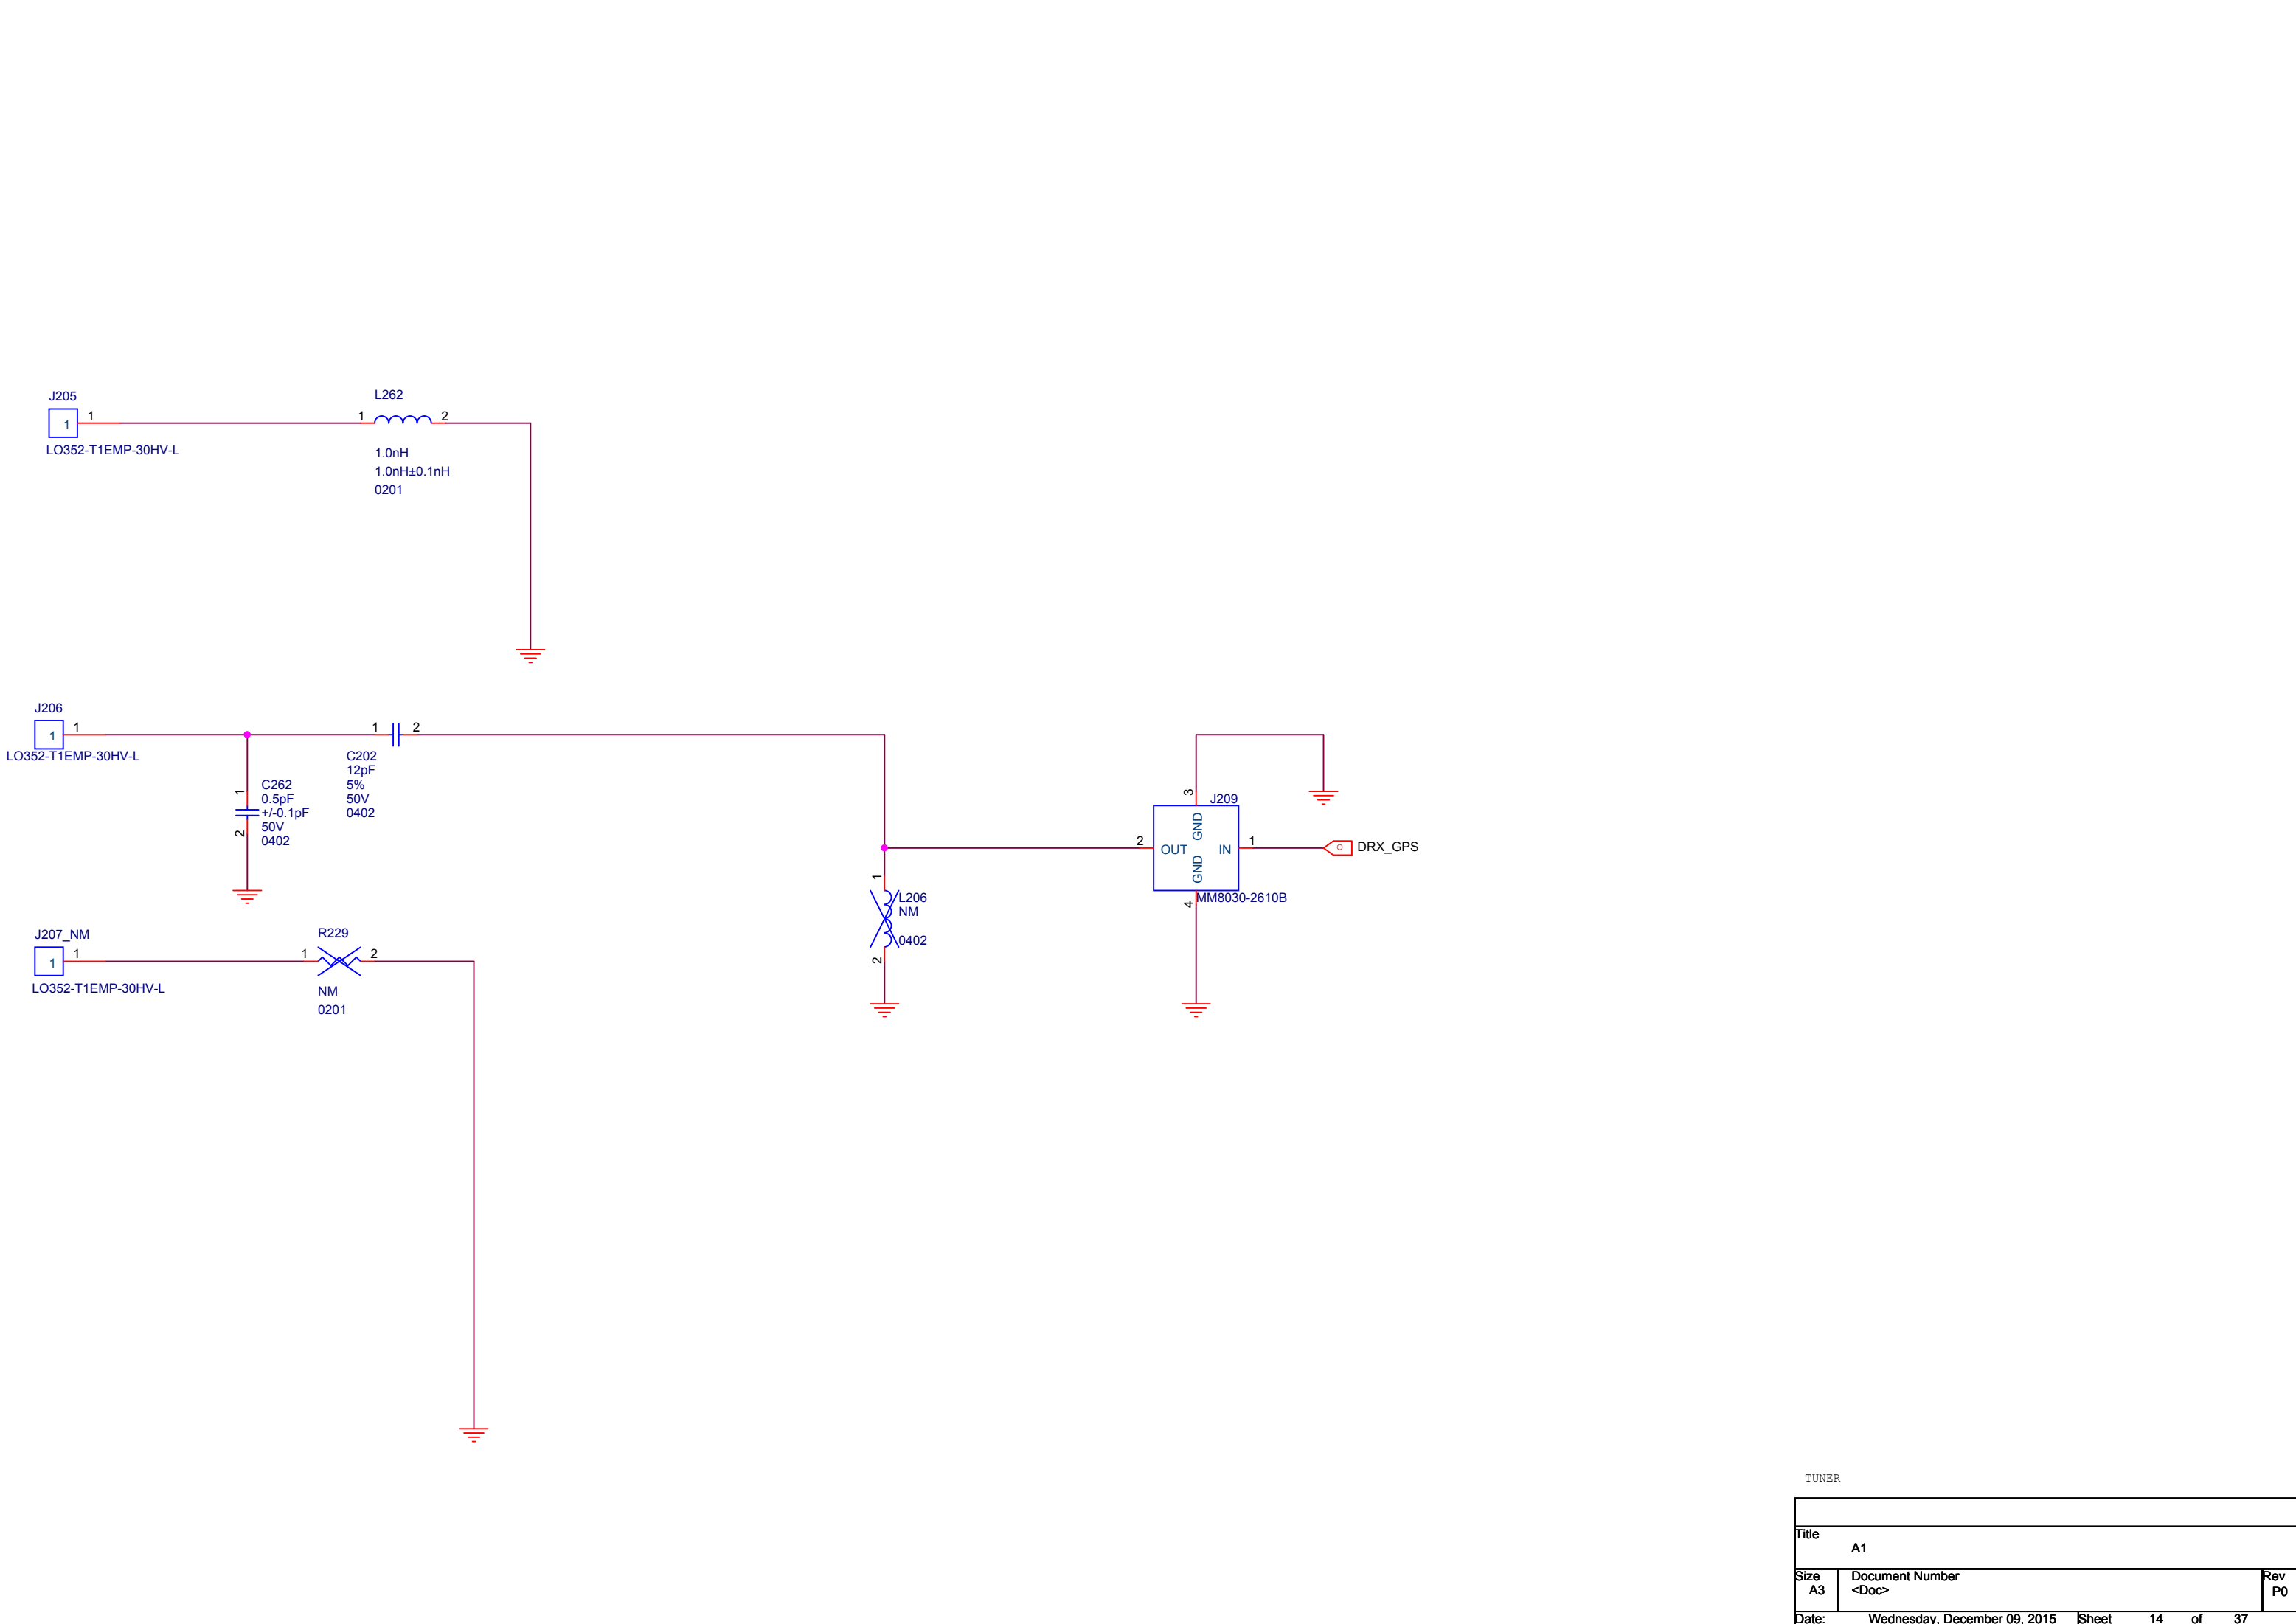 J205
1
1
LO352-T1EMP-30HV-L
L262
1
2
1.0nH
1.0nH±0.1nH
0201
J206
1
1
LO352-T1EMP-30HV-L
1
2
C202
12pF
5%
50V
0402
1
2
C262
0.5pF
+/-0.1pF
50V
0402
J207_NM
1
1
LO352-T1EMP-30HV-L
R229
1
2
NM
0201
1
2
L206
NM
0402
J209
3
2
OUT
GND
GND
IN
1
4
MM8030-2610B
DRX_GPS
TUNER
Title
A1
Size
A3
Document Number
<Doc>
Rev
P0
Date:
Wednesday, December 09, 2015
Sheet
14
of
37